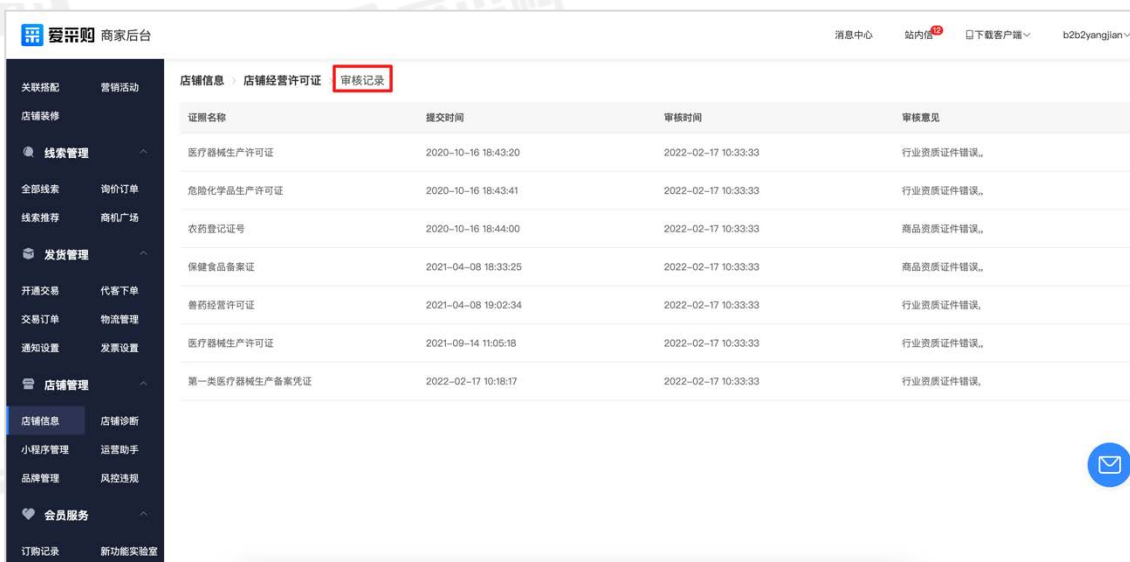 爱采购 商家后台 消息中心 站内信 12 下载客户端 b2b2yangjian
关联搭配 营销活动
店铺装修
线索管理
全部线索 询价订单
线索推荐 商机广场
发货管理
开通交易 代客下单
交易订单 物流管理
通知设置 发票设置
店铺管理
店铺信息 店铺诊断
小程序管理 运营助手
品牌管理 风控违规
会员服务
订购记录 新功能实验室
店铺信息 > 店铺经营许可证 > 审核记录
证照名称 提交时间 审核时间 审核意见
医疗器械生产许可证 2020-10-16 18:43:20 2022-02-17 10:33:33 行业资质证件错误,,
危险化学品生产许可证 2020-10-16 18:43:41 2022-02-17 10:33:33 行业资质证件错误,,
农药登记证号 2020-10-16 18:44:00 2022-02-17 10:33:33 商品资质证件错误,,
保健食品备案证 2021-04-08 18:33:25 2022-02-17 10:33:33 商品资质证件错误,,
兽药经营许可证 2021-04-08 19:02:34 2022-02-17 10:33:33 行业资质证件错误,
医疗器械生产许可证 2021-09-14 11:05:18 2022-02-17 10:33:33 行业资质证件错误,,
第一类医疗器械生产备案凭证 2022-02-17 10:18:17 2022-02-17 10:33:33 行业资质证件错误,